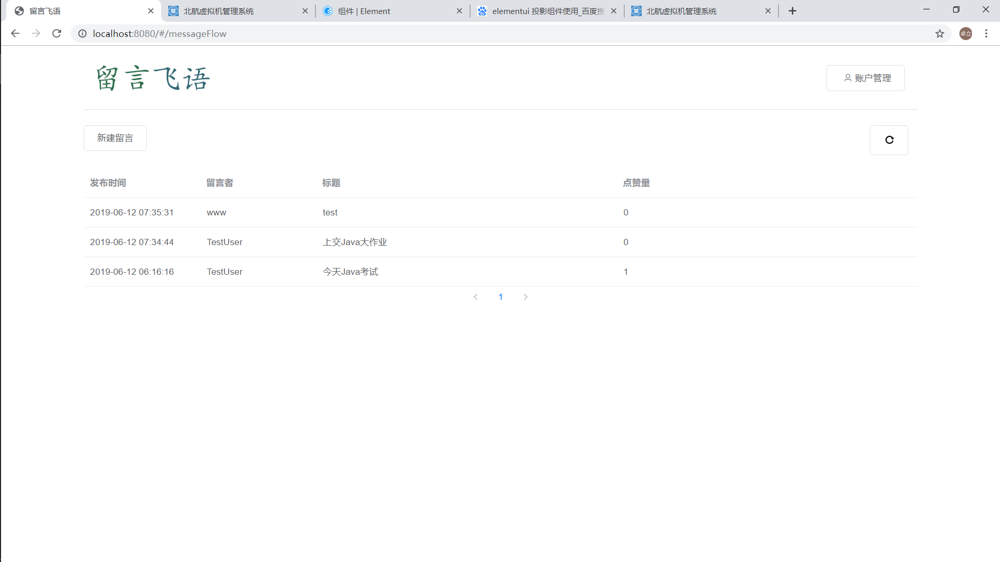 留言飞语
北航虚拟机管理系统
组件 | Element
elementui 投影组件使用_百度搜
北航虚拟机管理系统
localhost:8080/#/messageFlow
卓立
留言飞语
账户管理
新建留言
发布时间 留言者 标题 点赞量
2019-06-12 07:35:31 www test 0
2019-06-12 07:34:44 TestUser 上交Java大作业 0
2019-06-12 06:16:16 TestUser 今天Java考试 1
1